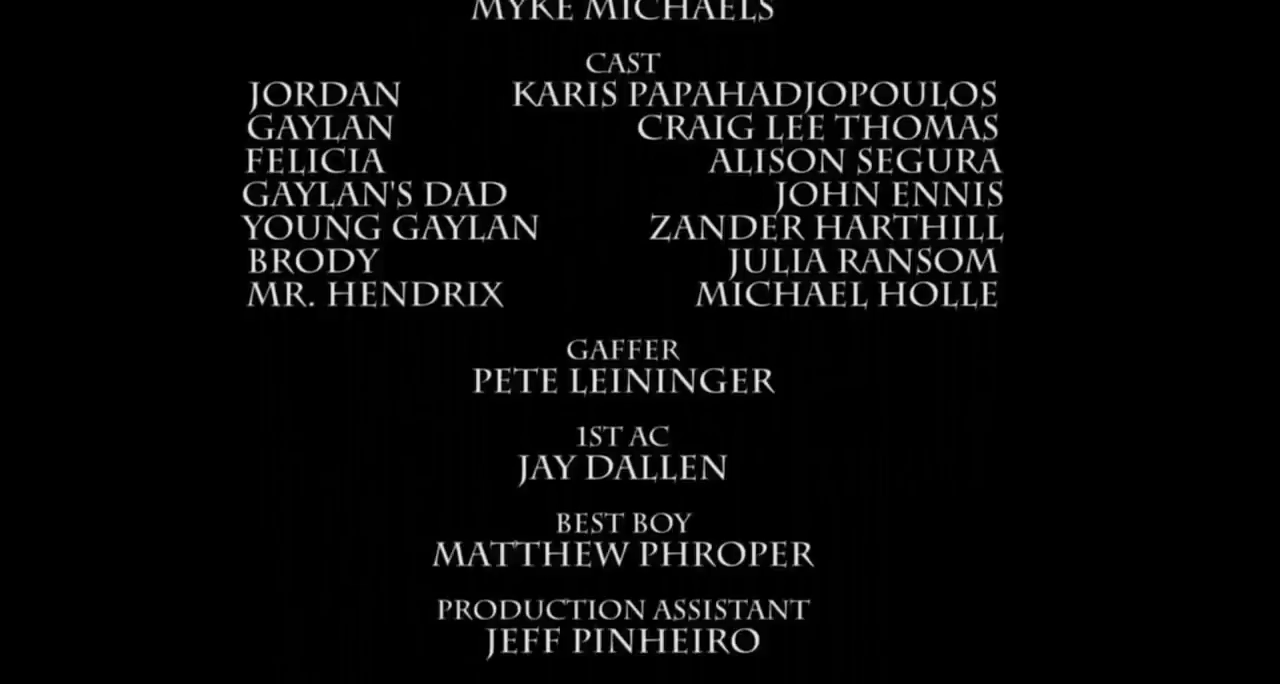 MYKE MICHAELS
CAST
JORDAN KARIS PAPAHADJOPOULOS
GAYLAN CRAIG LEE THOMAS
FELICIA ALISON SEGURA
GAYLAN'S DAD JOHN ENNIS
YOUNG GAYLAN ZANDER HARTHILL
BRODY JULIA RANSOM
MR. HENDRIX MICHAEL HOLLE
GAFFER
PETE LEININGER
1ST AC
JAY DALLEN
BEST BOY
MATTHEW PHROPER
PRODUCTION ASSISTANT
JEFF PINHEIRO